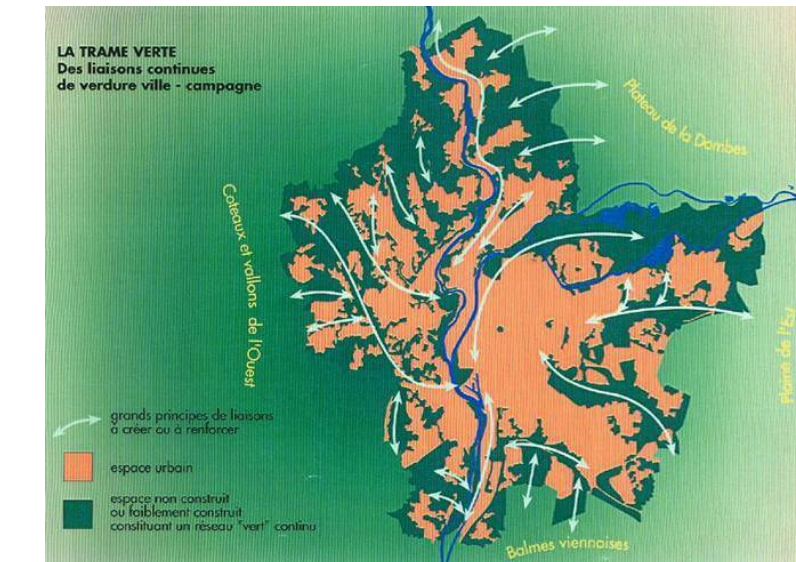 LA TRAME VERTE
Des liaisons continues
de verdure ville - campagne
Plateau de la Dombes
Coteaux et vallons de l'Ouest
Plaine de l'Est
grands principes de liaisons
à créer ou à renforcer
espace urbain
espace non construit
ou faiblement construit
constituant un réseau "vert" continu
Balmes viennoises